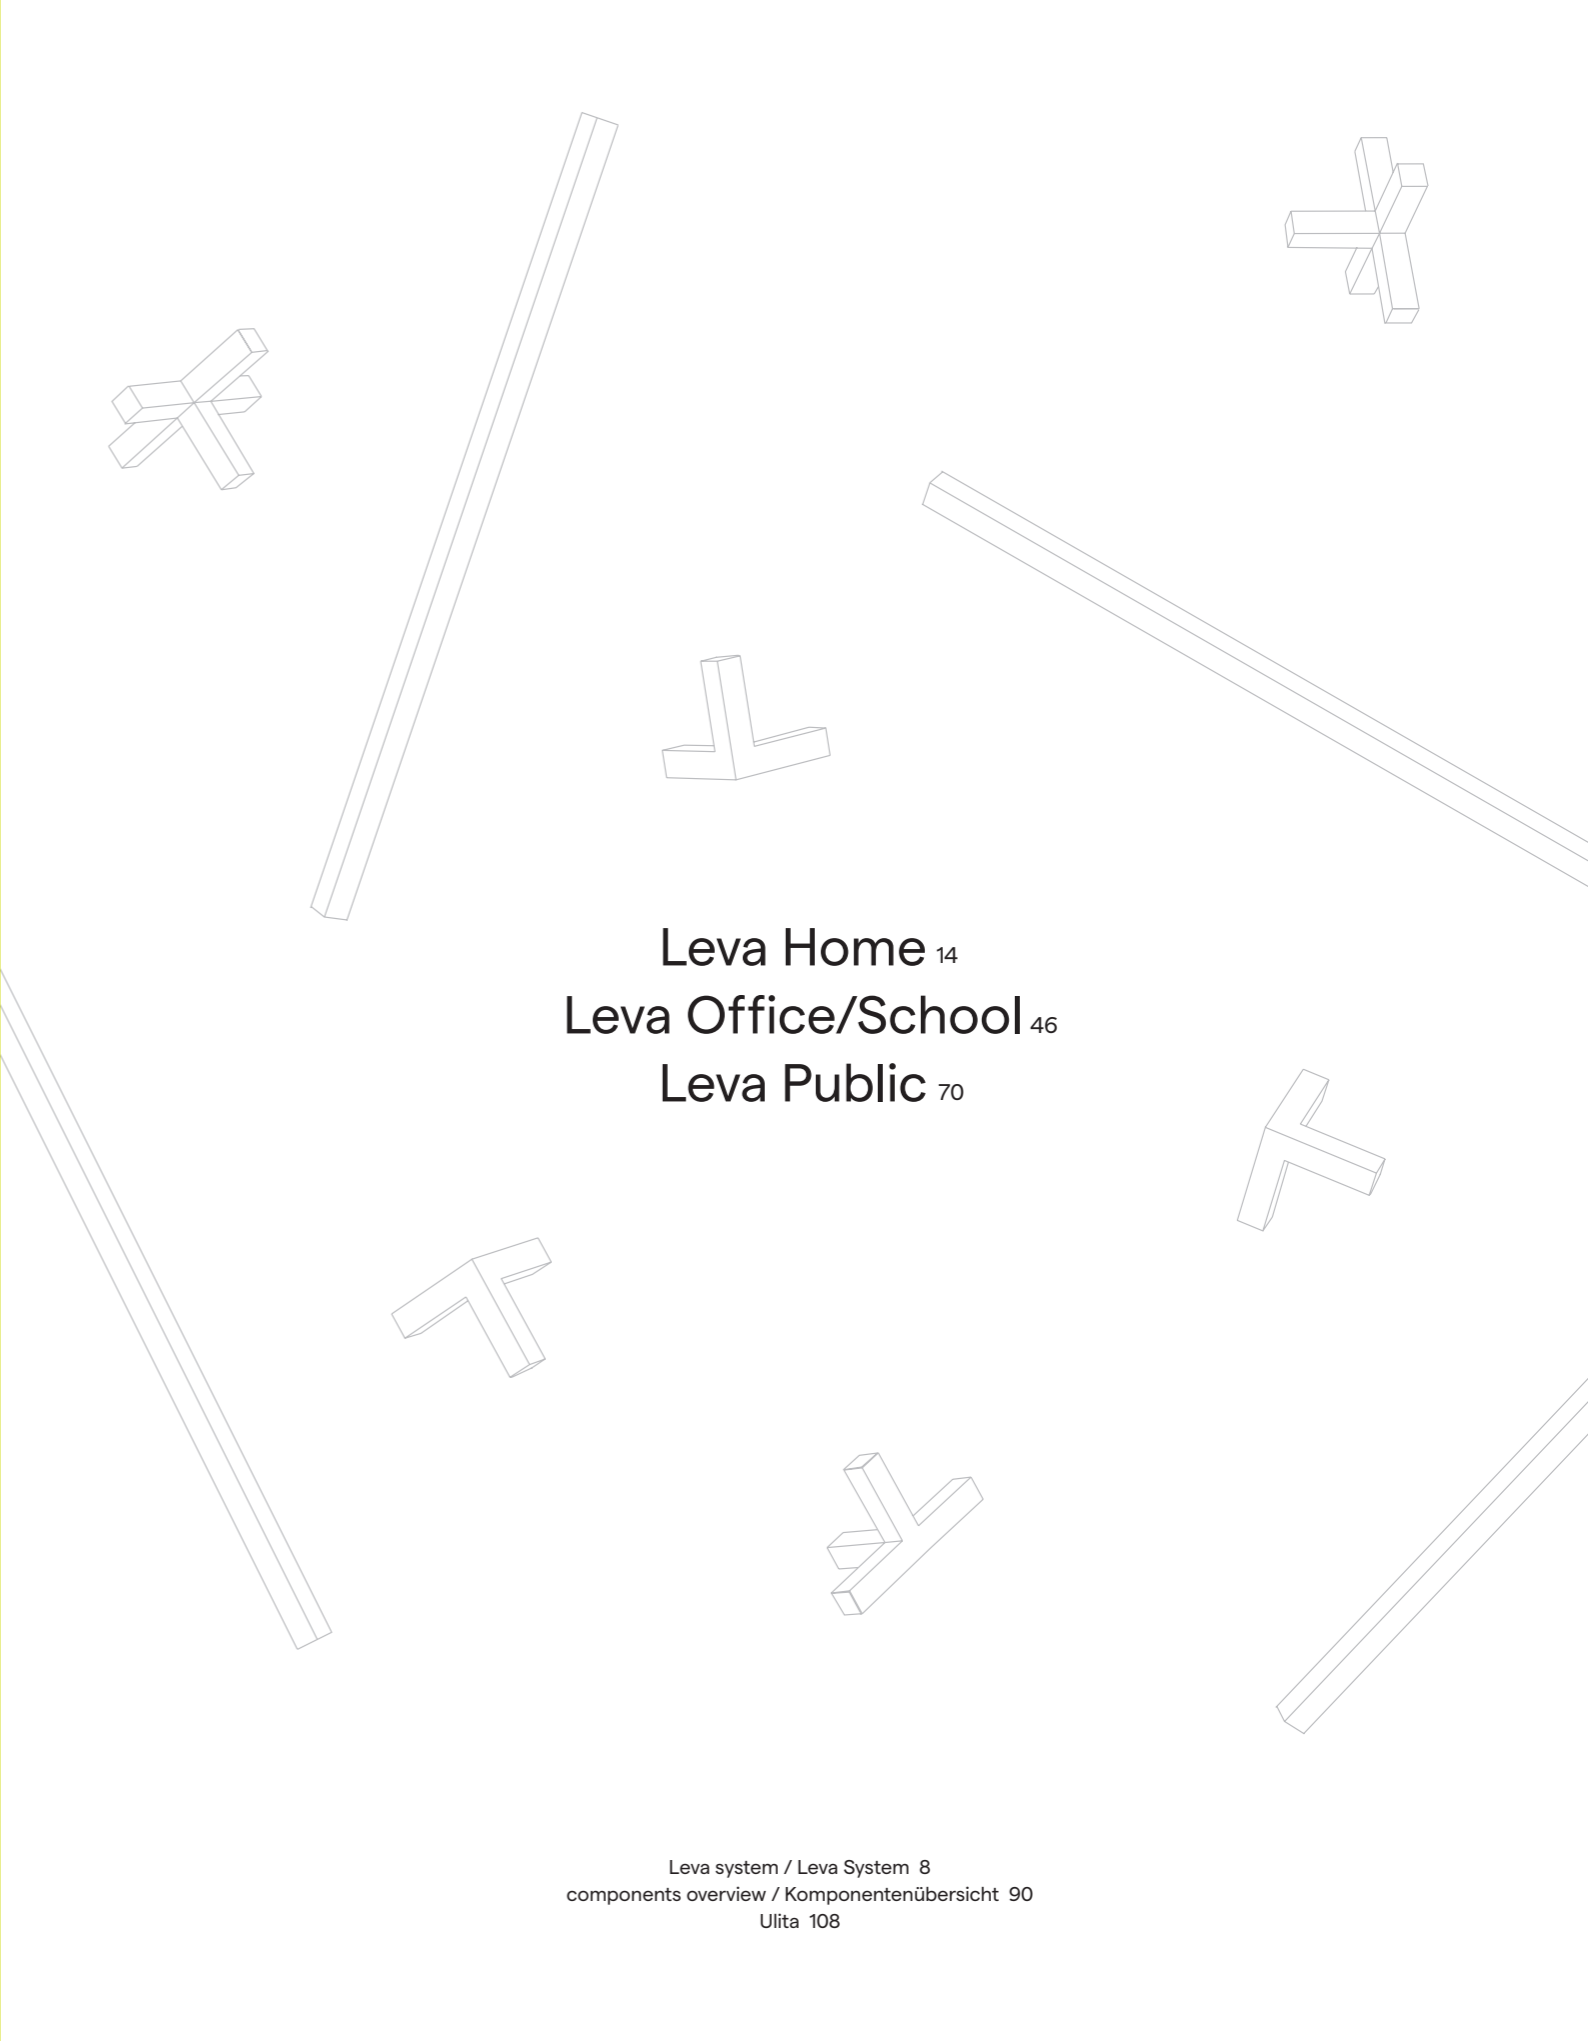 Leva Home 14
Leva Office/School 46
Leva Public 70
Leva system / Leva System 8
components overview / Komponentenübersicht 90
Ulita 108